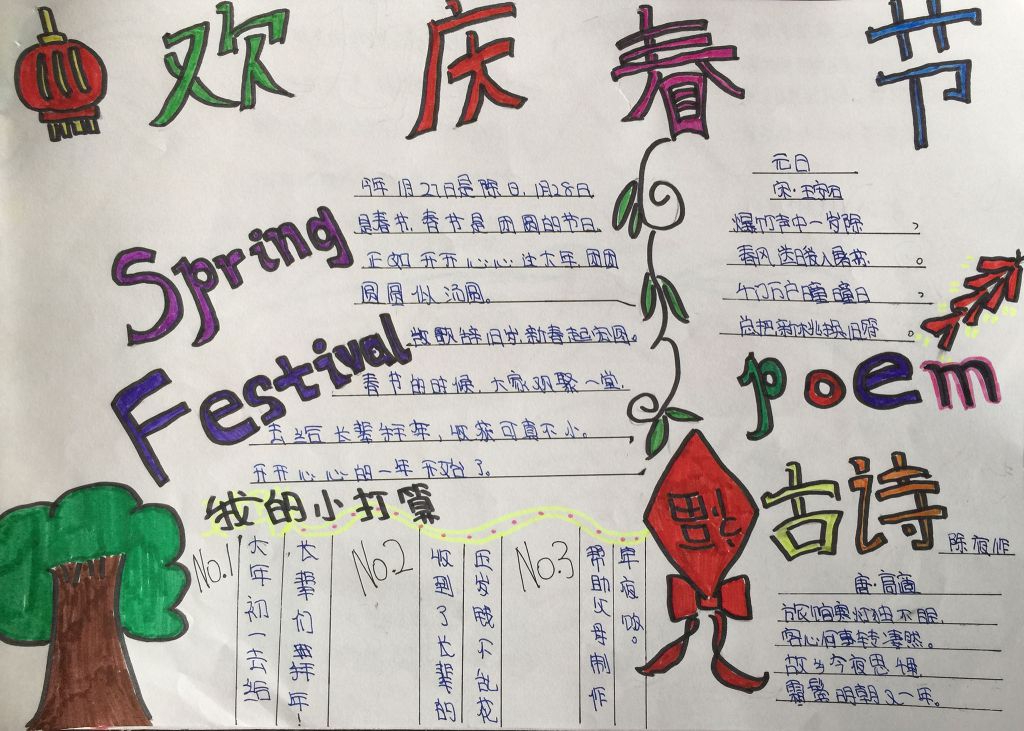 欢庆春节
Spring
Festival
今年1月27日是除日,1月28日
是春节,春节是团圆的节日。
正如开开心心过大年,团团
圆圆似汤圆。
放歌辞旧岁,新春起宏图。
春节的时候,大家欢聚一堂,
去给长辈拜年,收获可真不小。
开开心心的一年开始了。
元日
宋·王安石
爆竹声中一岁除,
春风送暖入屠苏。
千门万户曈曈日,
总把新桃换旧符。
poem
古诗
除夜作
唐·高适
旅馆寒灯独不眠,
客心何事转凄然。
故乡今夜思千里,
霜鬓明朝又一年。
福
我的小打算
No.1
大年初一去给
长辈们拜年!
No.2
收到了长辈的
压岁钱不乱花
No.3
帮助父母制作
年夜饭。